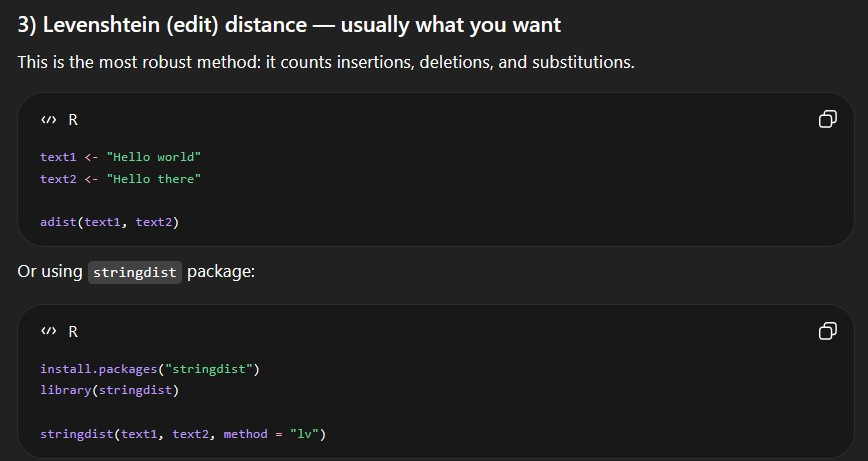 3) Levenshtein (edit) distance — usually what you want
This is the most robust method: it counts insertions, deletions, and substitutions.
</> R
text1 <- "Hello world"
text2 <- "Hello there"
adist(text1, text2)
Or using stringdist package:
</> R
install.packages("stringdist")
library(stringdist)
stringdist(text1, text2, method = "lv")